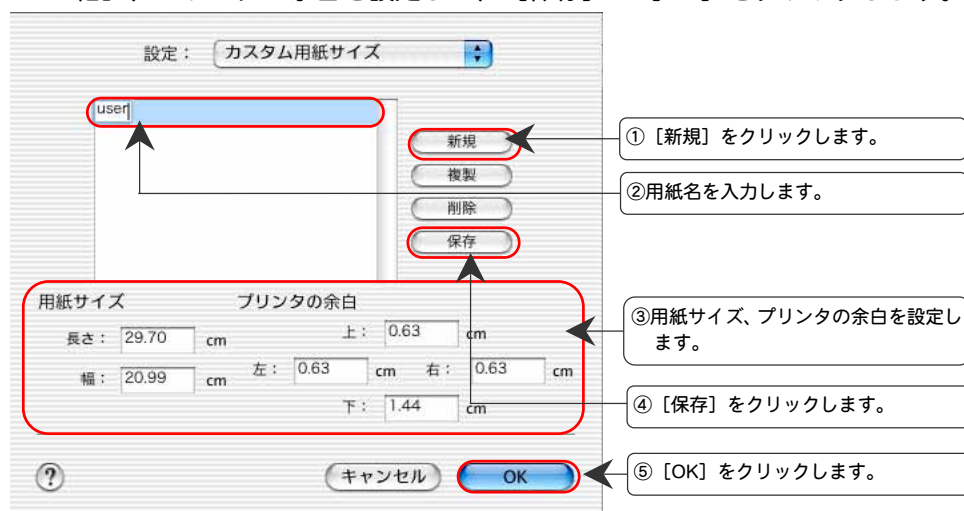 設定： カスタム用紙サイズ
user
新規
複製
削除
保存
①［新規］をクリックします。
②用紙名を入力します。
用紙サイズ
プリンタの余白
長さ： 29.70 cm
上： 0.63 cm
幅： 20.99 cm
左： 0.63 cm 右： 0.63 cm
下： 1.44 cm
③用紙サイズ、プリンタの余白を設定し
ます。
④［保存］をクリックします。
? キャンセル OK
⑤［OK］をクリックします。